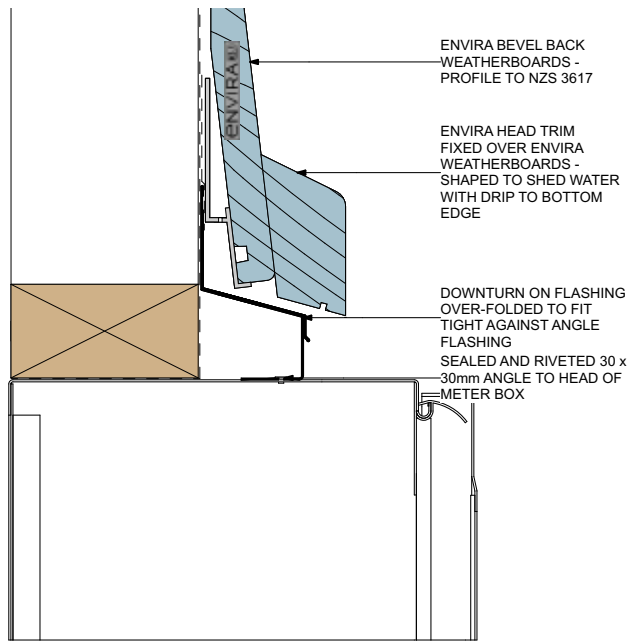 ENVIRA BEVEL BACK
WEATHERBOARDS -
PROFILE TO NZS 3617
ENVIRA
ENVIRA HEAD TRIM
FIXED OVER ENVIRA
WEATHERBOARDS -
SHAPED TO SHED WATER
WITH DRIP TO BOTTOM
EDGE
DOWNTURN ON FLASHING
OVER-FOLDED TO FIT
TIGHT AGAINST ANGLE
FLASHING
SEALED AND RIVETED 30 x
30mm ANGLE TO HEAD OF
METER BOX